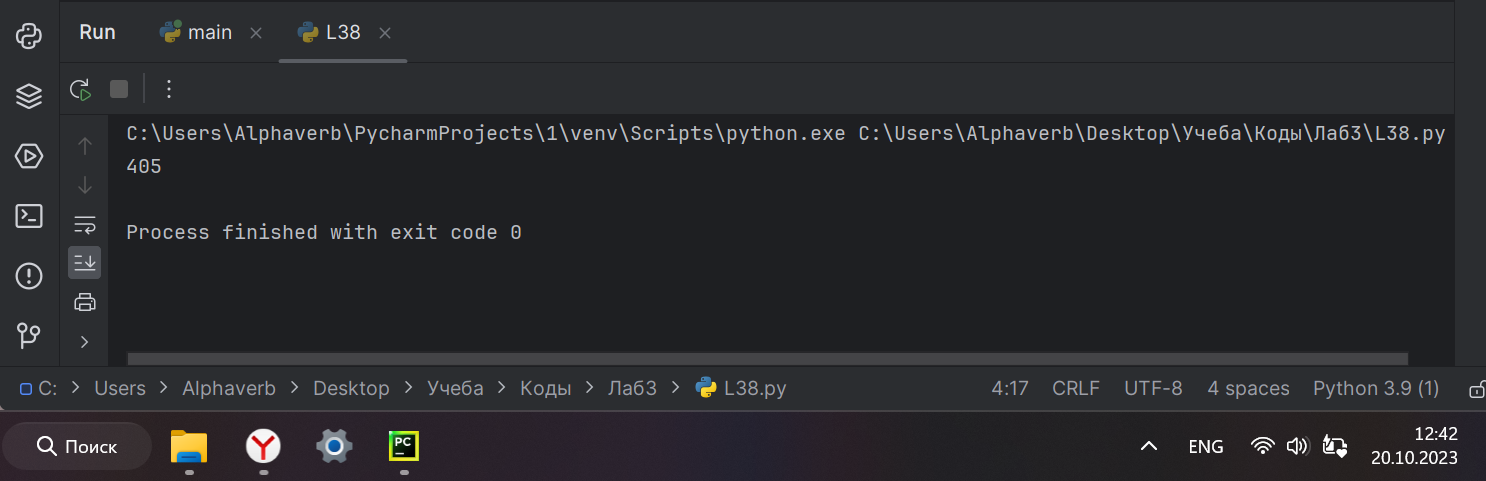 Run main L38
C:\Users\Alphaverb\PycharmProjects\1\venv\Scripts\python.exe C:\Users\Alphaverb\Desktop\Учеба\Коды\Лаб3\L38.py
405
Process finished with exit code 0
C: Users Alphaverb Desktop Учеба Коды Лаб3 L38.py 4:17 CRLF UTF-8 4 spaces Python 3.9 (1)
Поиск PC ENG 12:42
20.10.2023